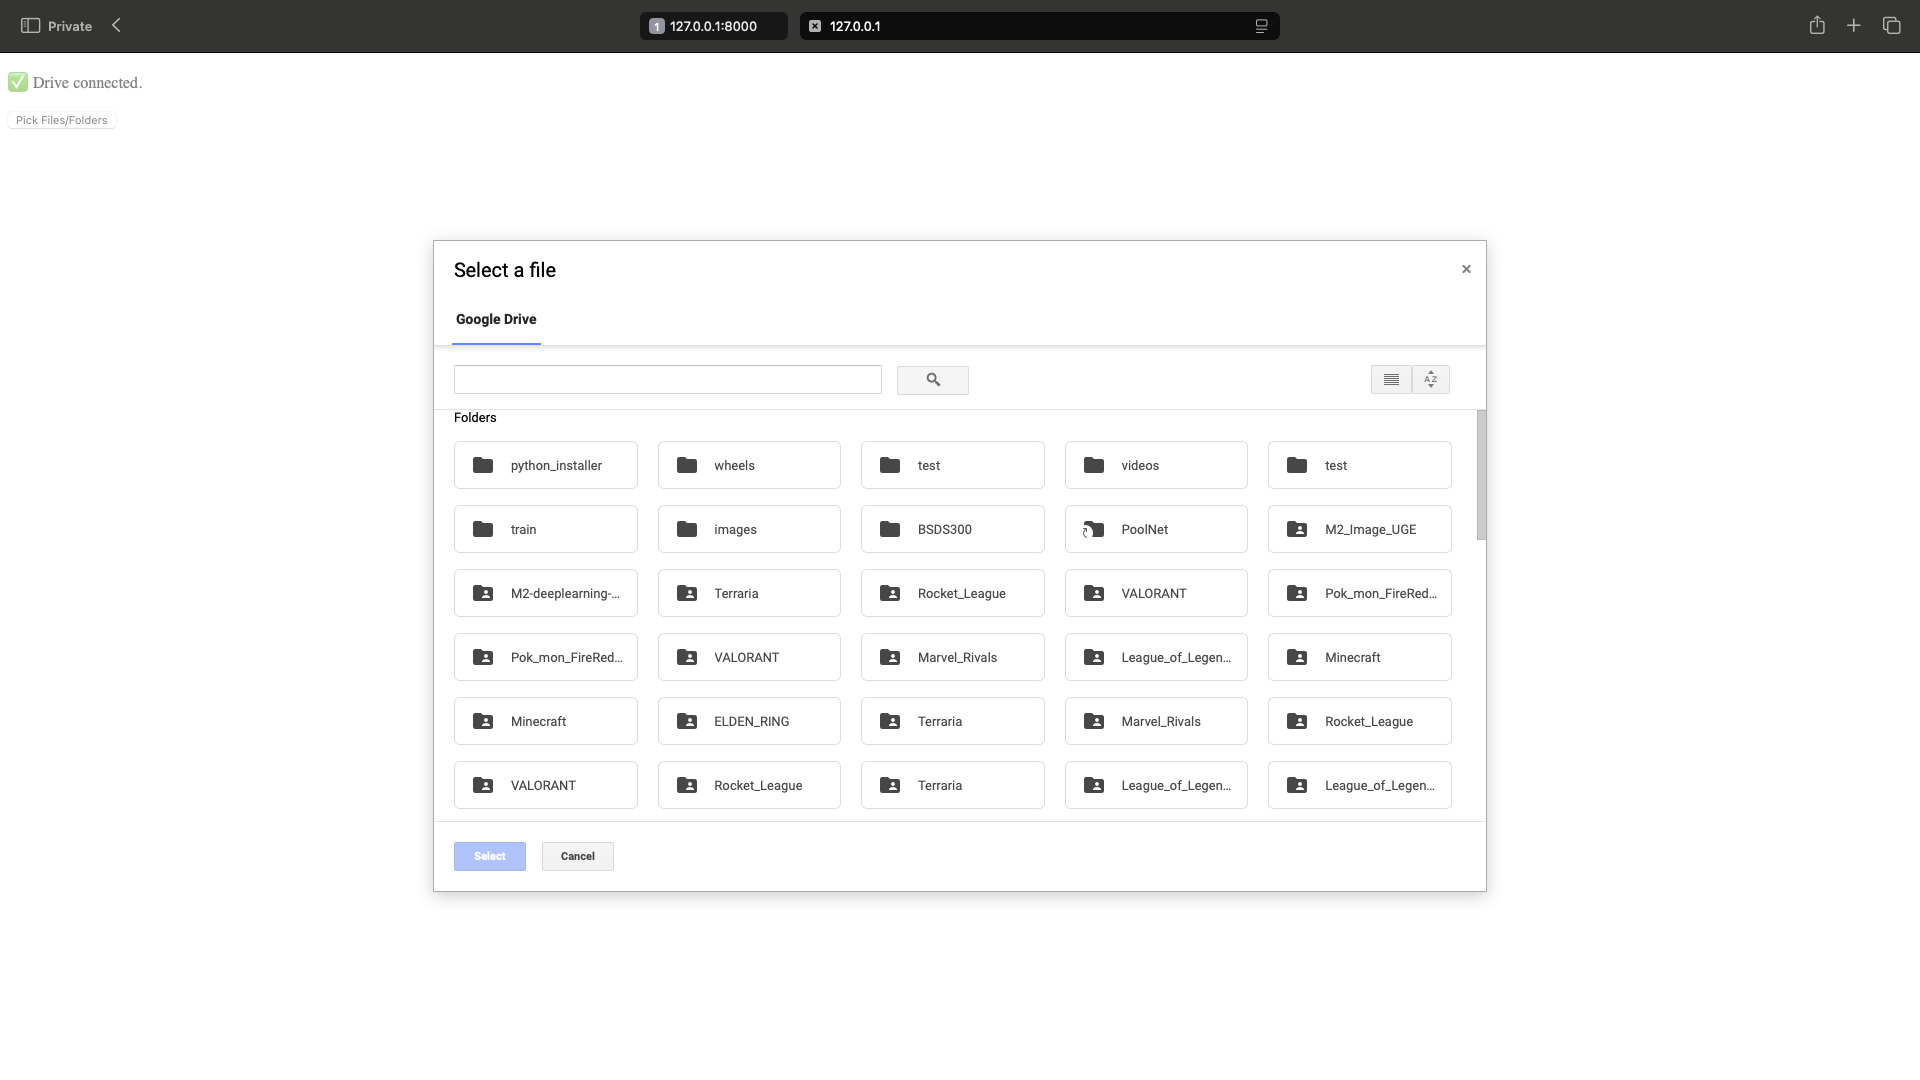 Private
1 127.0.0.1:8000
127.0.0.1
✅ Drive connected.
Pick Files/Folders
Select a file
Google Drive
A Z
Folders
python_installer wheels test videos test
train images BSDS300 PoolNet M2_Image_UGE
M2-deeplearning-... Terraria Rocket_League VALORANT Pok_mon_FireRed...
Pok_mon_FireRed... VALORANT Marvel_Rivals League_of_Legen... Minecraft
Minecraft ELDEN_RING Terraria Marvel_Rivals Rocket_League
VALORANT Rocket_League Terraria League_of_Legen... League_of_Legen...
Select Cancel